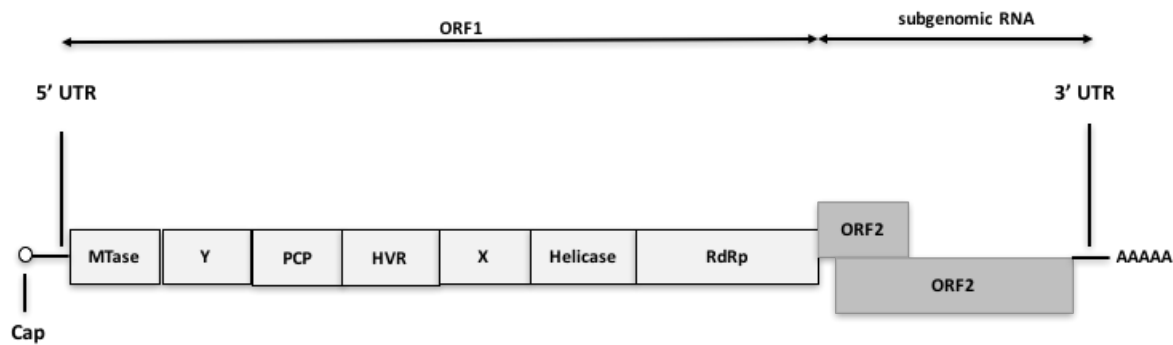 ORF1
subgenomic RNA
5' UTR
3' UTR
MTase
Y
PCP
HVR
X
Helicase
RdRp
ORF2
ORF2
AAAAA
Cap